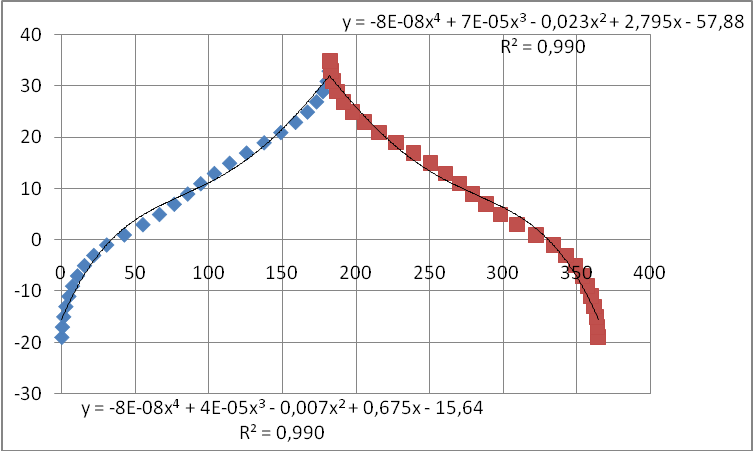 y = -8E-08x⁴ + 7E-05x³ - 0,023x² + 2,795x - 57,88
R² = 0,990
40
30
20
10
0
-10
-20
-30
0 50 100 150 200 250 300 350 400
y = -8E-08x⁴ + 4E-05x³ - 0,007x² + 0,675x - 15,64
R² = 0,990